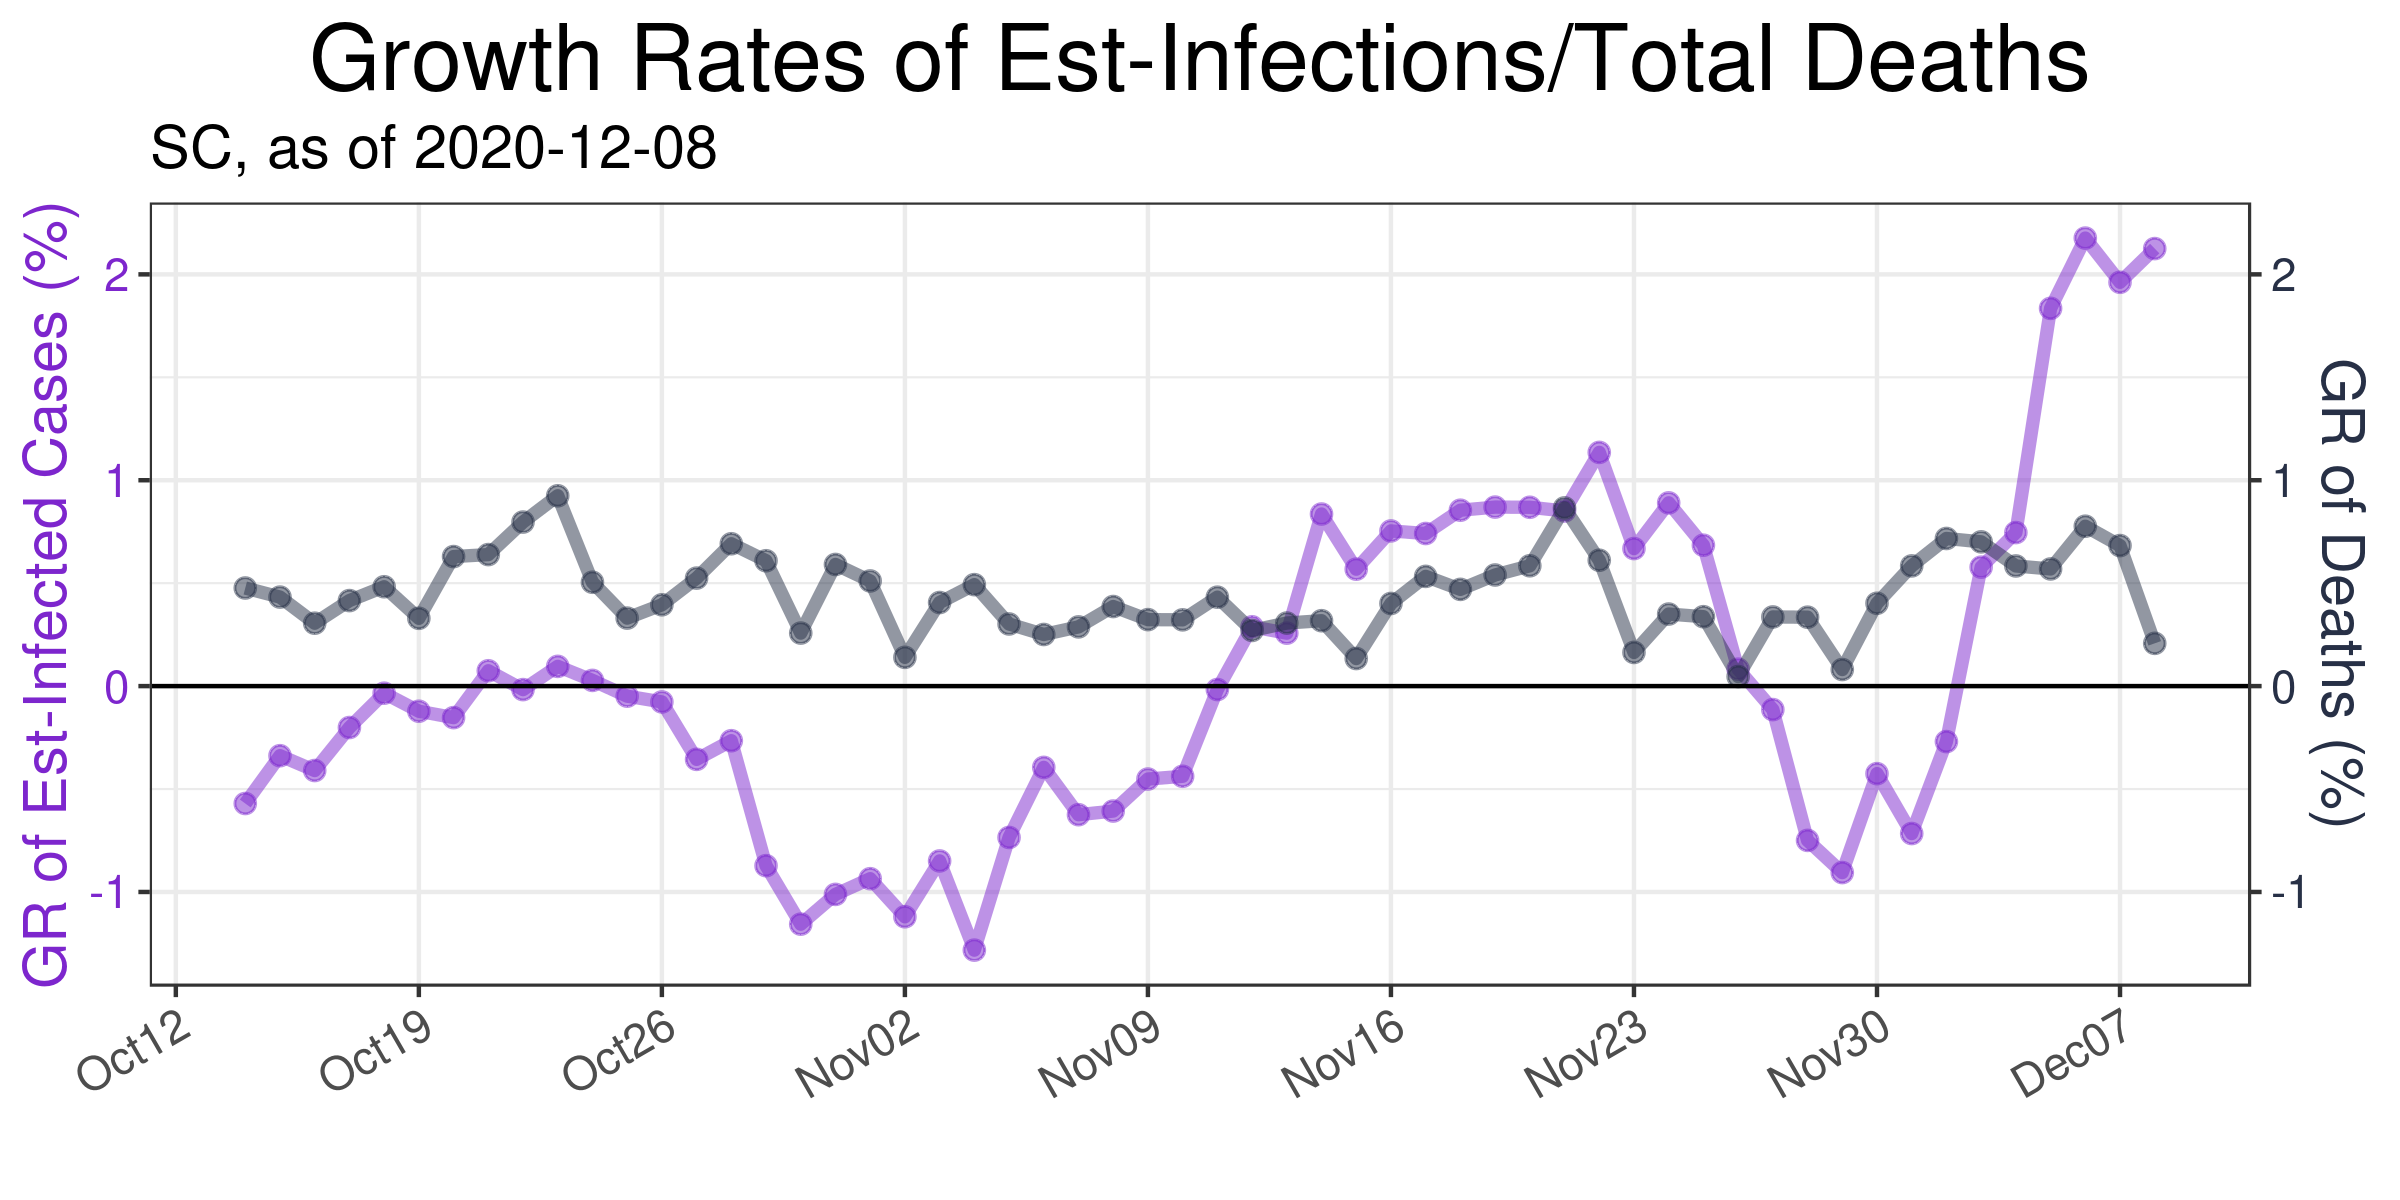 Growth Rates of Est-Infections/Total Deaths
SC, as of 2020-12-08
GR of Est-Infected Cases (%)
2
1
0
-1
2
1
0
-1
GR of Deaths (%)
Oct12
Oct19
Oct26
Nov02
Nov09
Nov16
Nov23
Nov30
Dec07